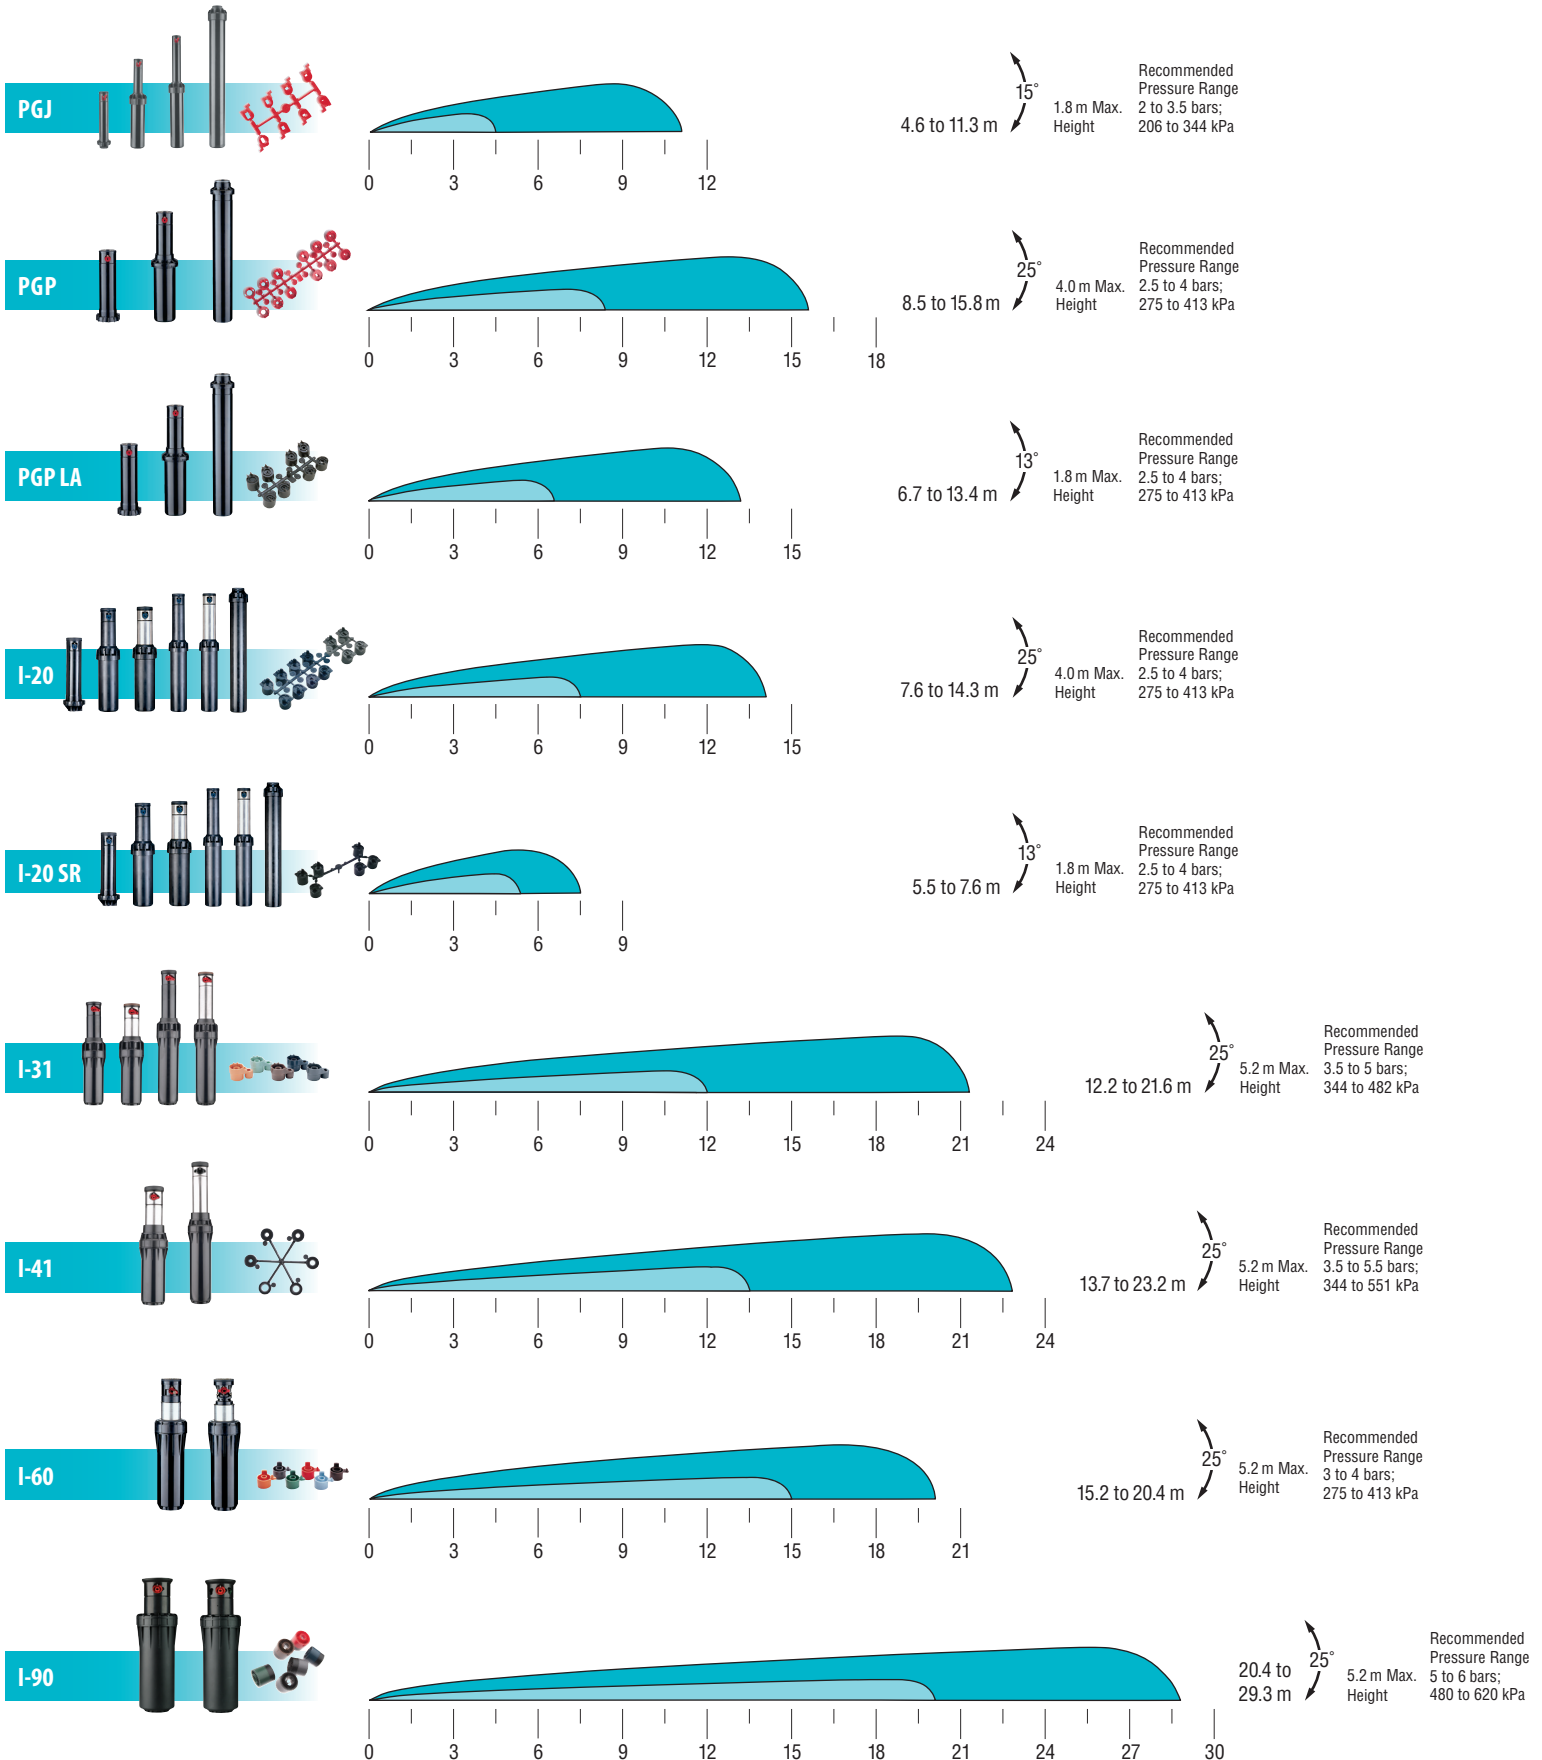 PGJ
4.6 to 11.3 m
15°
1.8 m Max.
Height
Recommended
Pressure Range
2 to 3.5 bars;
206 to 344 kPa
0 3 6 9 12
PGP
8.5 to 15.8 m
25°
4.0 m Max.
Height
Recommended
Pressure Range
2.5 to 4 bars;
275 to 413 kPa
0 3 6 9 12 15 18
PGP LA
6.7 to 13.4 m
13°
1.8 m Max.
Height
Recommended
Pressure Range
2.5 to 4 bars;
275 to 413 kPa
0 3 6 9 12 15
I-20
7.6 to 14.3 m
25°
4.0 m Max.
Height
Recommended
Pressure Range
2.5 to 4 bars;
275 to 413 kPa
0 3 6 9 12 15
I-20 SR
5.5 to 7.6 m
13°
1.8 m Max.
Height
Recommended
Pressure Range
2.5 to 4 bars;
275 to 413 kPa
0 3 6 9
I-31
12.2 to 21.6 m
25°
5.2 m Max.
Height
Recommended
Pressure Range
3.5 to 5 bars;
344 to 482 kPa
0 3 6 9 12 15 18 21 24
I-41
13.7 to 23.2 m
25°
5.2 m Max.
Height
Recommended
Pressure Range
3.5 to 5.5 bars;
344 to 551 kPa
0 3 6 9 12 15 18 21 24
I-60
15.2 to 20.4 m
25°
5.2 m Max.
Height
Recommended
Pressure Range
3 to 4 bars;
275 to 413 kPa
0 3 6 9 12 15 18 21
I-90
20.4 to
29.3 m
25°
5.2 m Max.
Height
Recommended
Pressure Range
5 to 6 bars;
480 to 620 kPa
0 3 6 9 12 15 18 21 24 27 30